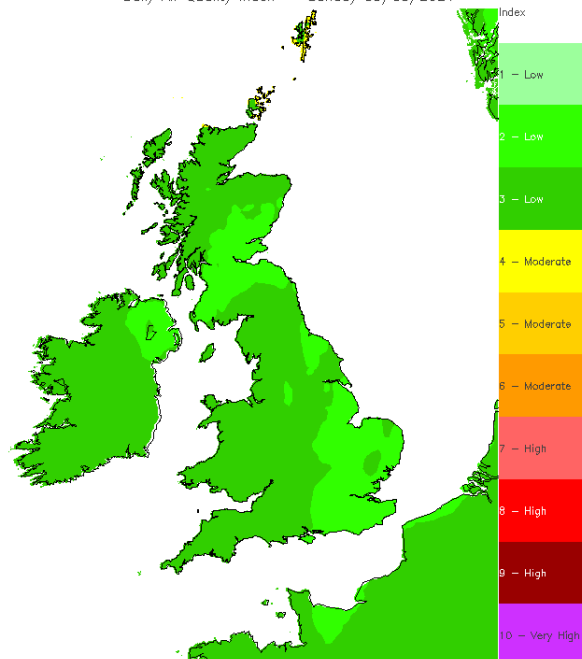 Index
1 - Low
2 - Low
3 - Low
4 - Moderate
5 - Moderate
6 - Moderate
7 - High
8 - High
9 - High
10 - Very High